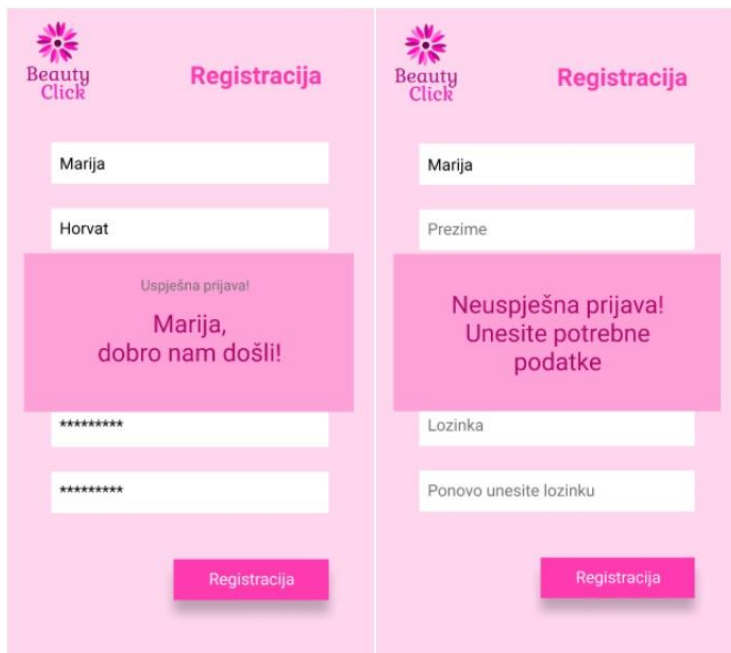 Beauty
Click
Registracija
Marija
Horvat
Uspješna prijava!
Marija,
dobro nam došli!
*********
*********
Registracija
Beauty
Click
Registracija
Marija
Prezime
Neuspješna prijava!
Unesite potrebne
podatke
Lozinka
Ponovo unesite lozinku
Registracija